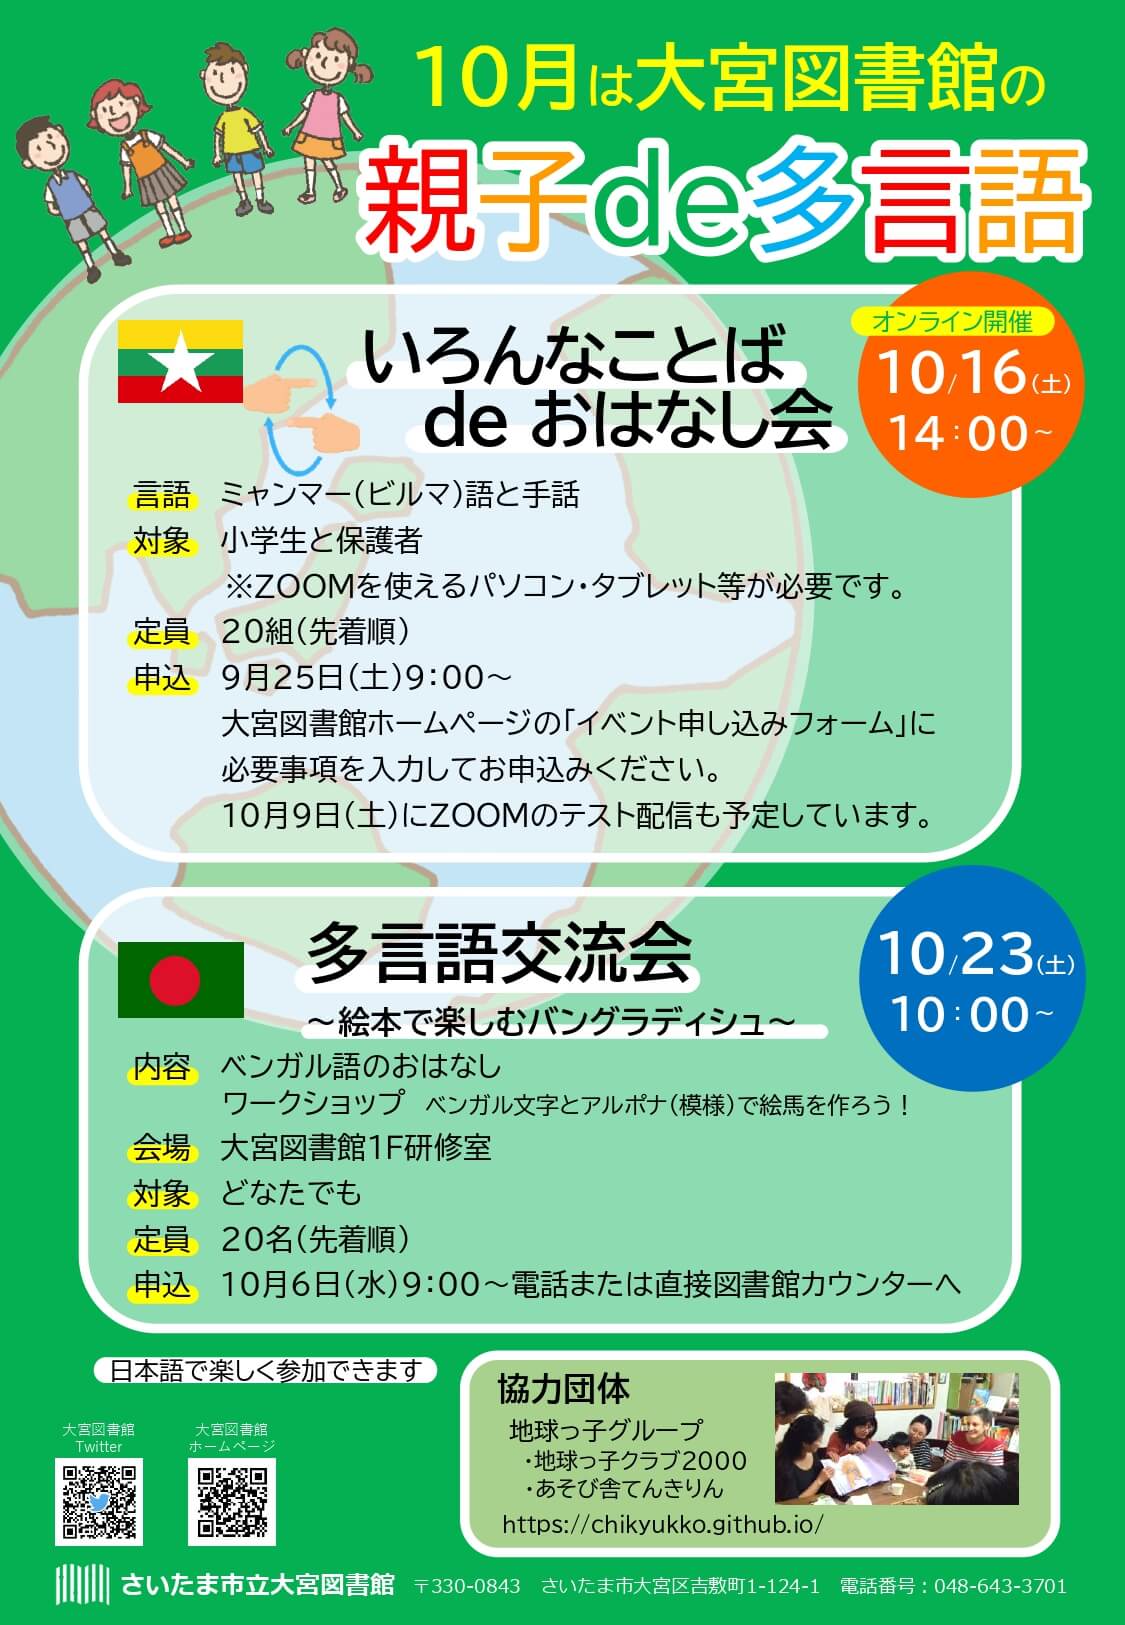 10月は大宮図書館の
親子de多言語
オンライン開催
10/16(土)
14:00~
いろんなことば
de おはなし会
言語 ミャンマー(ビルマ)語と手話
対象 小学生と保護者
※ZOOMを使えるパソコン・タブレット等が必要です。
定員 20組(先着順)
申込 9月25日(土)9:00～
大宮図書館ホームページの「イベント申し込みフォーム」に
必要事項を入力してお申込みください。
10月9日(土)にZOOMのテスト配信も予定しています。
10/23(土)
10:00~
多言語交流会
～絵本で楽しむバングラディシュ～
内容 ベンガル語のおはなし
ワークショップ ベンガル文字とアルポナ(模様)で絵馬を作ろう！
会場 大宮図書館1F研修室
対象 どなたでも
定員 20名(先着順)
申込 10月6日(水)9:00～電話または直接図書館カウンターへ
日本語で楽しく参加できます
大宮図書館
Twitter
大宮図書館
ホームページ
協力団体
地球っ子グループ
・地球っ子クラブ2000
・あそび舎てんきりん
https://chikyukko.github.io/
さいたま市立大宮図書館 〒330-0843 さいたま市大宮区吉敷町1-124-1 電話番号：048-643-3701